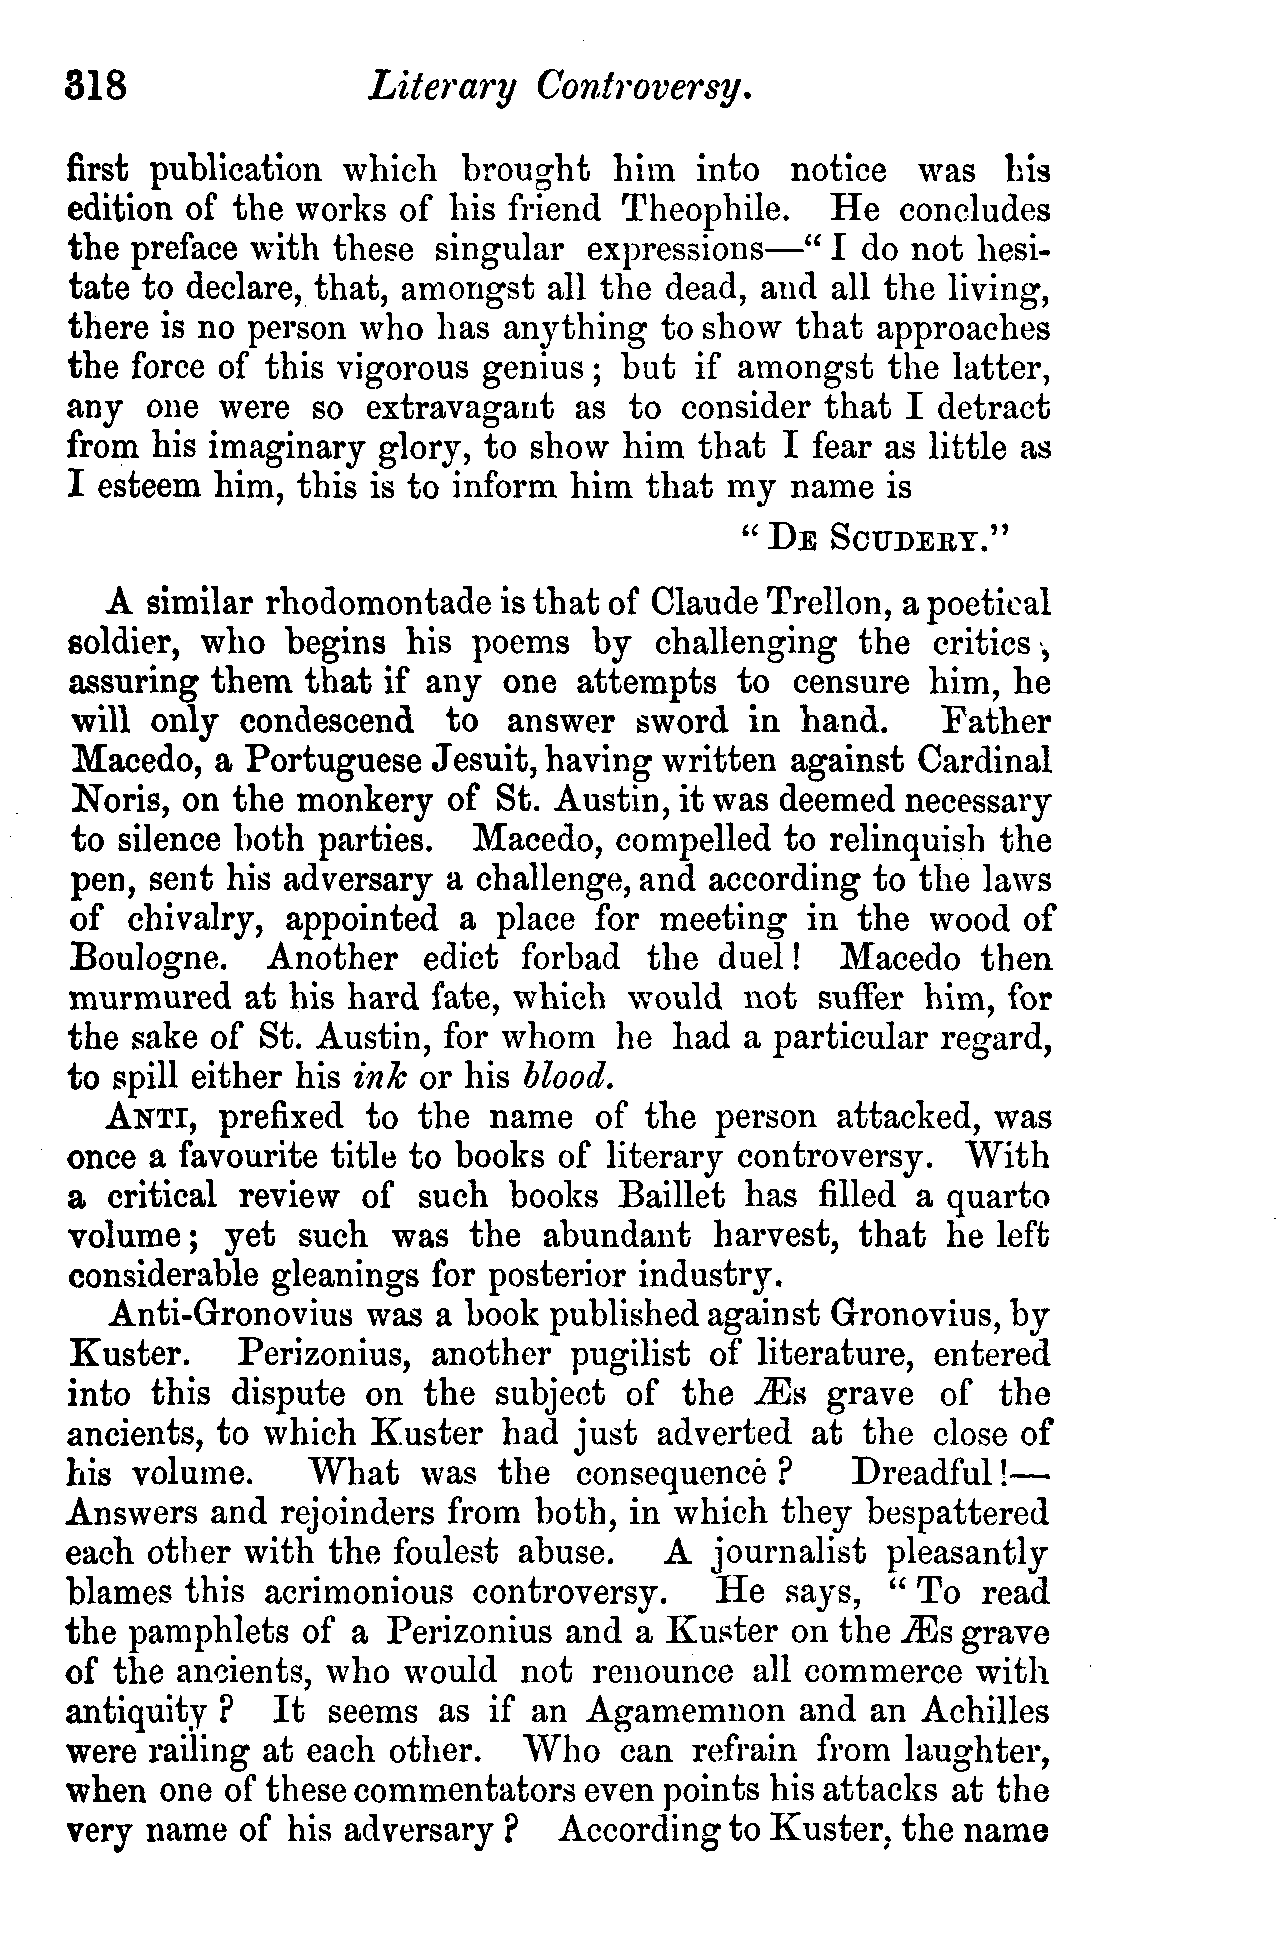 318 Literary Controversy.
first publication which brought him into notice was his
edition of the works of his friend Theophile. He concludes
the preface with these singular expressions—“ I do not hesi-
tate to declare, that, amongst all the dead, and all the living,
there is no person who has anything to show that approaches
the force of this vigorous genius ; but if amongst the latter,
any one were so extravagant as to consider that I detract
from his imaginary glory, to show him that I fear as little as
I esteem him, this is to inform him that my name is
“ DE SCUDERY.”
A similar rhodomontade is that of Claude Trellon, a poetical
soldier, who begins his poems by challenging the critics ;
assuring them that if any one attempts to censure him, he
will only condescend to answer sword in hand. Father
Macedo, a Portuguese Jesuit, having written against Cardinal
Noris, on the monkery of St. Austin, it was deemed necessary
to silence both parties. Macedo, compelled to relinquish the
pen, sent his adversary a challenge, and according to the laws
of chivalry, appointed a place for meeting in the wood of
Boulogne. Another edict forbad the duel ! Macedo then
murmured at his hard fate, which would not suffer him, for
the sake of St. Austin, for whom he had a particular regard,
to spill either his ink or his blood.
ANTI, prefixed to the name of the person attacked, was
once a favourite title to books of literary controversy. With
a critical review of such books Baillet has filled a quarto
volume ; yet such was the abundant harvest, that he left
considerable gleanings for posterior industry.
Anti-Gronovius was a book published against Gronovius, by
Kuster. Perizonius, another pugilist of literature, entered
into this dispute on the subject of the Æs grave of the
ancients, to which Kuster had just adverted at the close of
his volume. What was the consequence ? Dreadful !—
Answers and rejoinders from both, in which they bespattered
each other with the foulest abuse. A journalist pleasantly
blames this acrimonious controversy. He says, “ To read
the pamphlets of a Perizonius and a Kuster on the Æs grave
of the ancients, who would not renounce all commerce with
antiquity ? It seems as if an Agamemnon and an Achilles
were railing at each other. Who can refrain from laughter,
when one of these commentators even points his attacks at the
very name of his adversary ? According to Kuster, the name